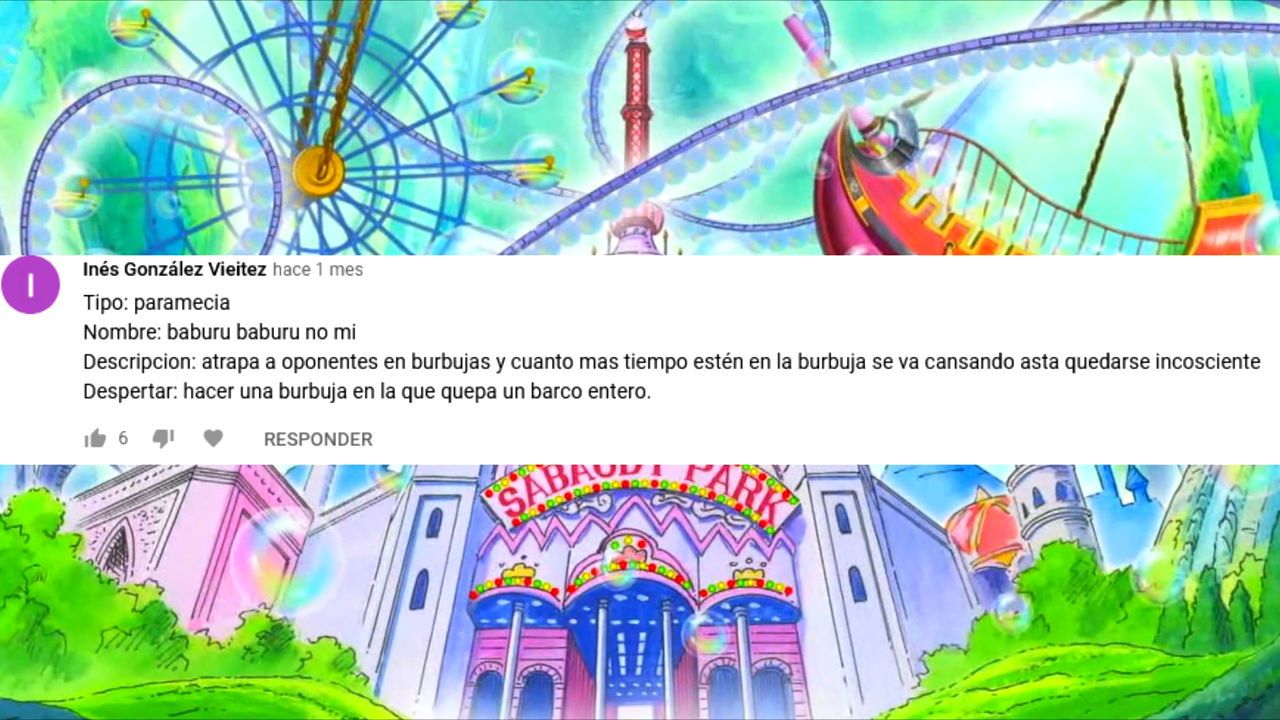 I
Inés González Vieitez hace 1 mes
Tipo: paramecia
Nombre: baburu baburu no mi
Descripcion: atrapa a oponentes en burbujas y cuanto mas tiempo estén en la burbuja se va cansando asta quedarse incosciente
Despertar: hacer una burbuja en la que quepa un barco entero.
6
RESPONDER
SABAODY PARK